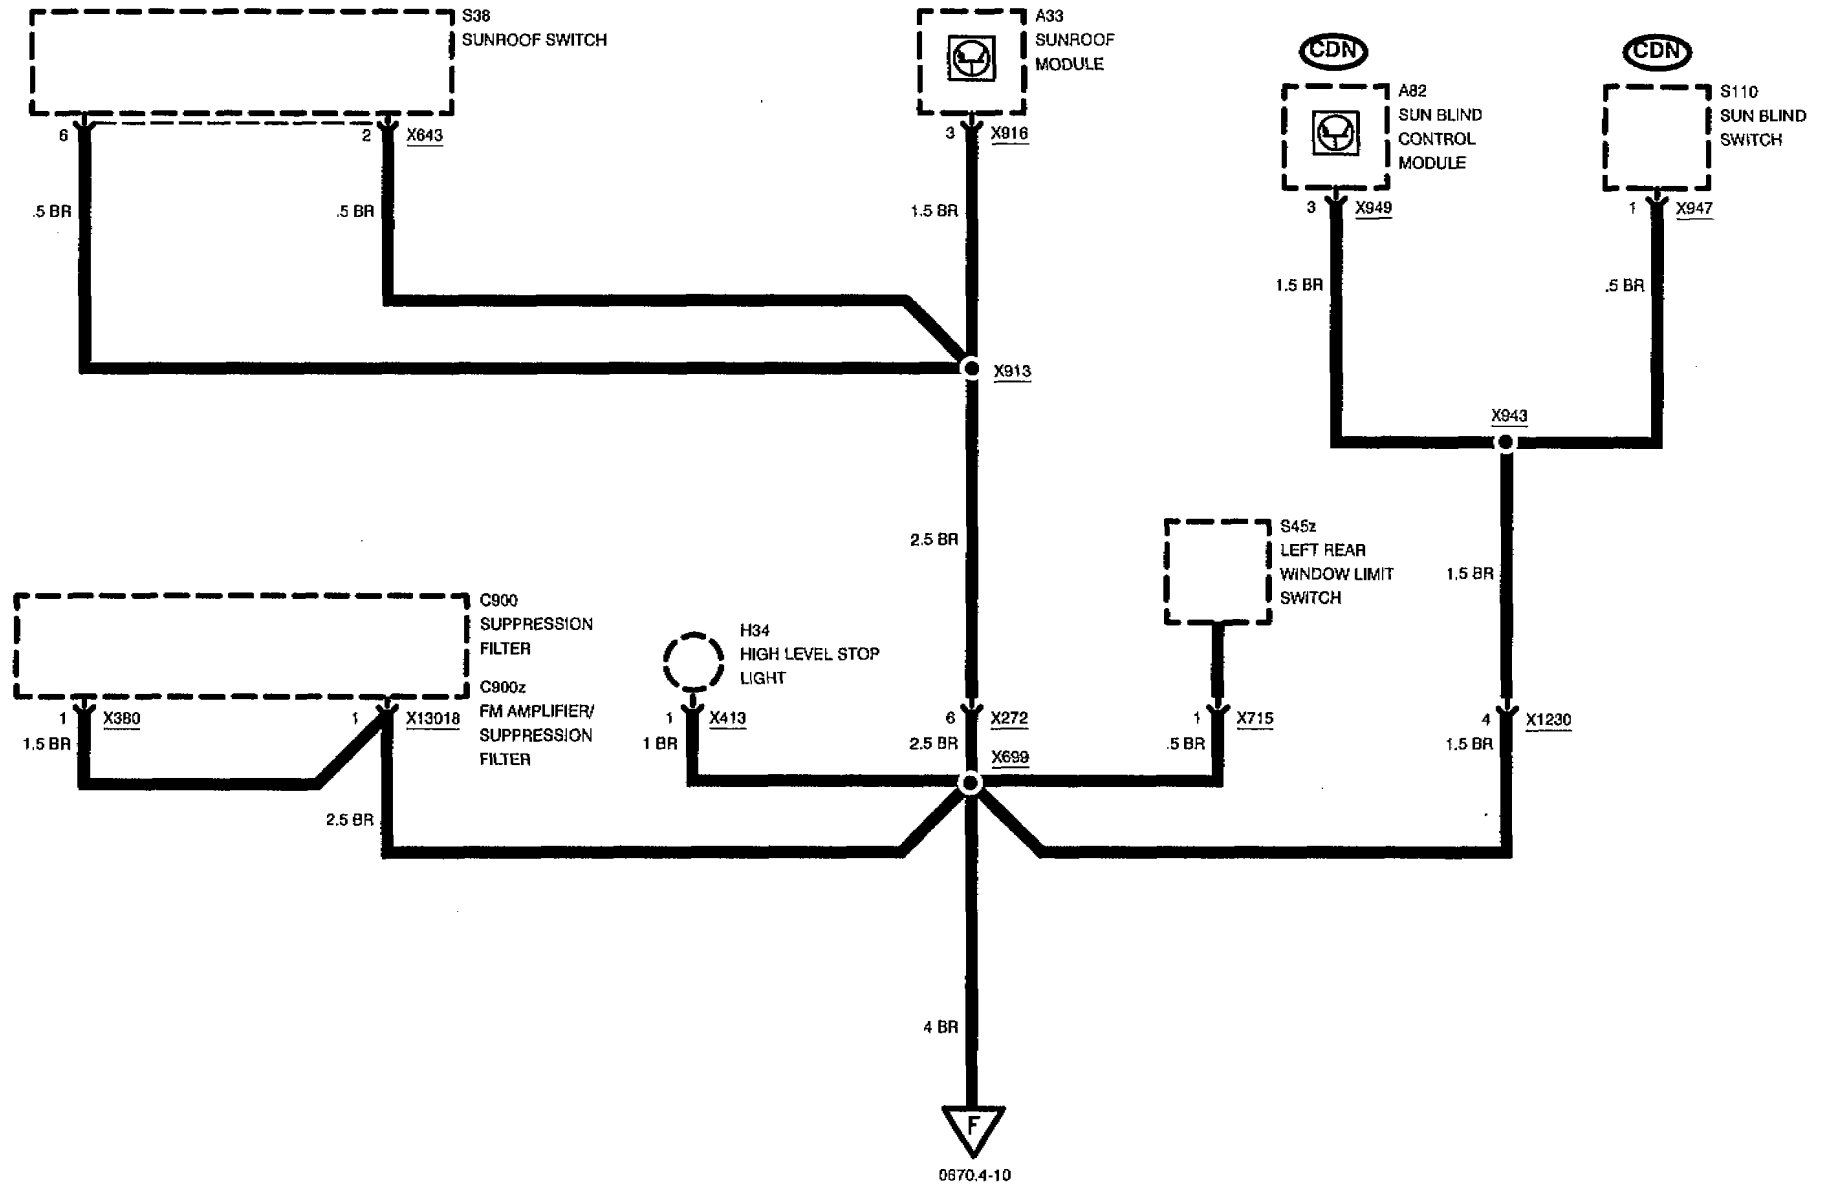 S38
SUNROOF SWITCH
A33
SUNROOF
MODULE
CDN
CDN
A82
SUN BLIND
CONTROL
MODULE
S110
SUN BLIND
SWITCH
6
2
X643
3
X916
3
X949
1
X947
.5 BR
.5 BR
1.5 BR
1.5 BR
.5 BR
X913
X943
S45z
LEFT REAR
WINDOW LIMIT
SWITCH
2.5 BR
1.5 BR
C900
SUPPRESSION
FILTER
C900z
FM AMPLIFIER/
SUPPRESSION
FILTER
H34
HIGH LEVEL STOP
LIGHT
1
X380
1
X13018
1
X413
6
X272
1
X715
4
X1230
1.5 BR
1 BR
2.5 BR
.5 BR
1.5 BR
X699
2.5 BR
4 BR
F
0670.4-10